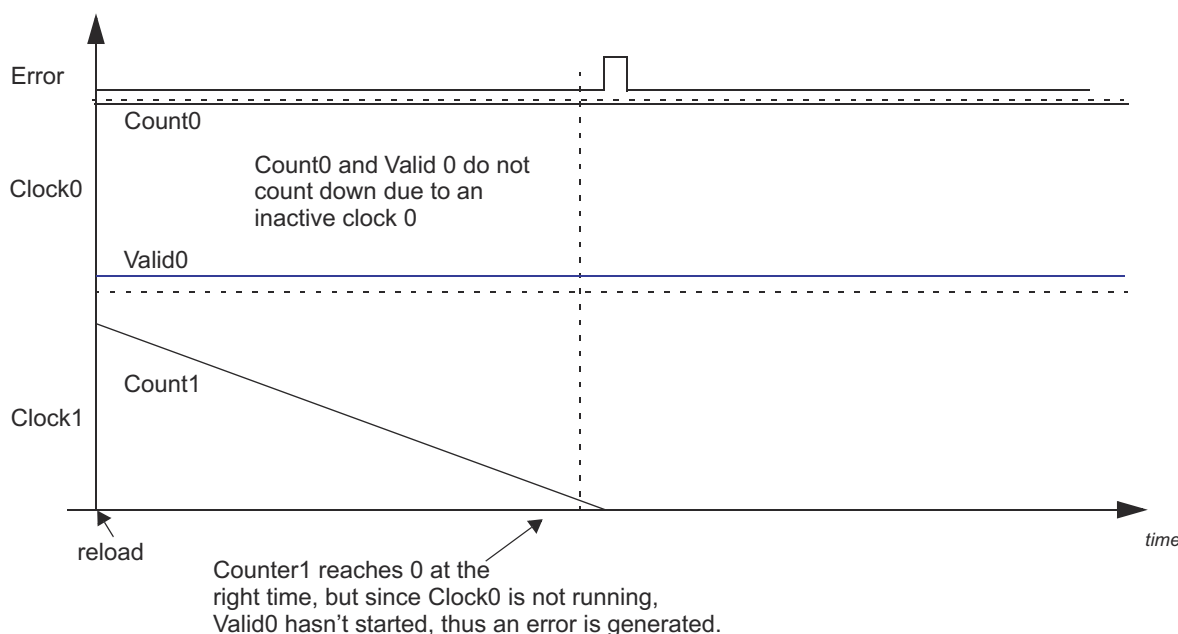 Error
Count0
Count0 and Valid 0 do not
count down due to an
inactive clock 0
Clock0
Valid0
Count1
Clock1
reload
time
Counter1 reaches 0 at the
right time, but since Clock0 is not running,
Valid0 hasn't started, thus an error is generated.